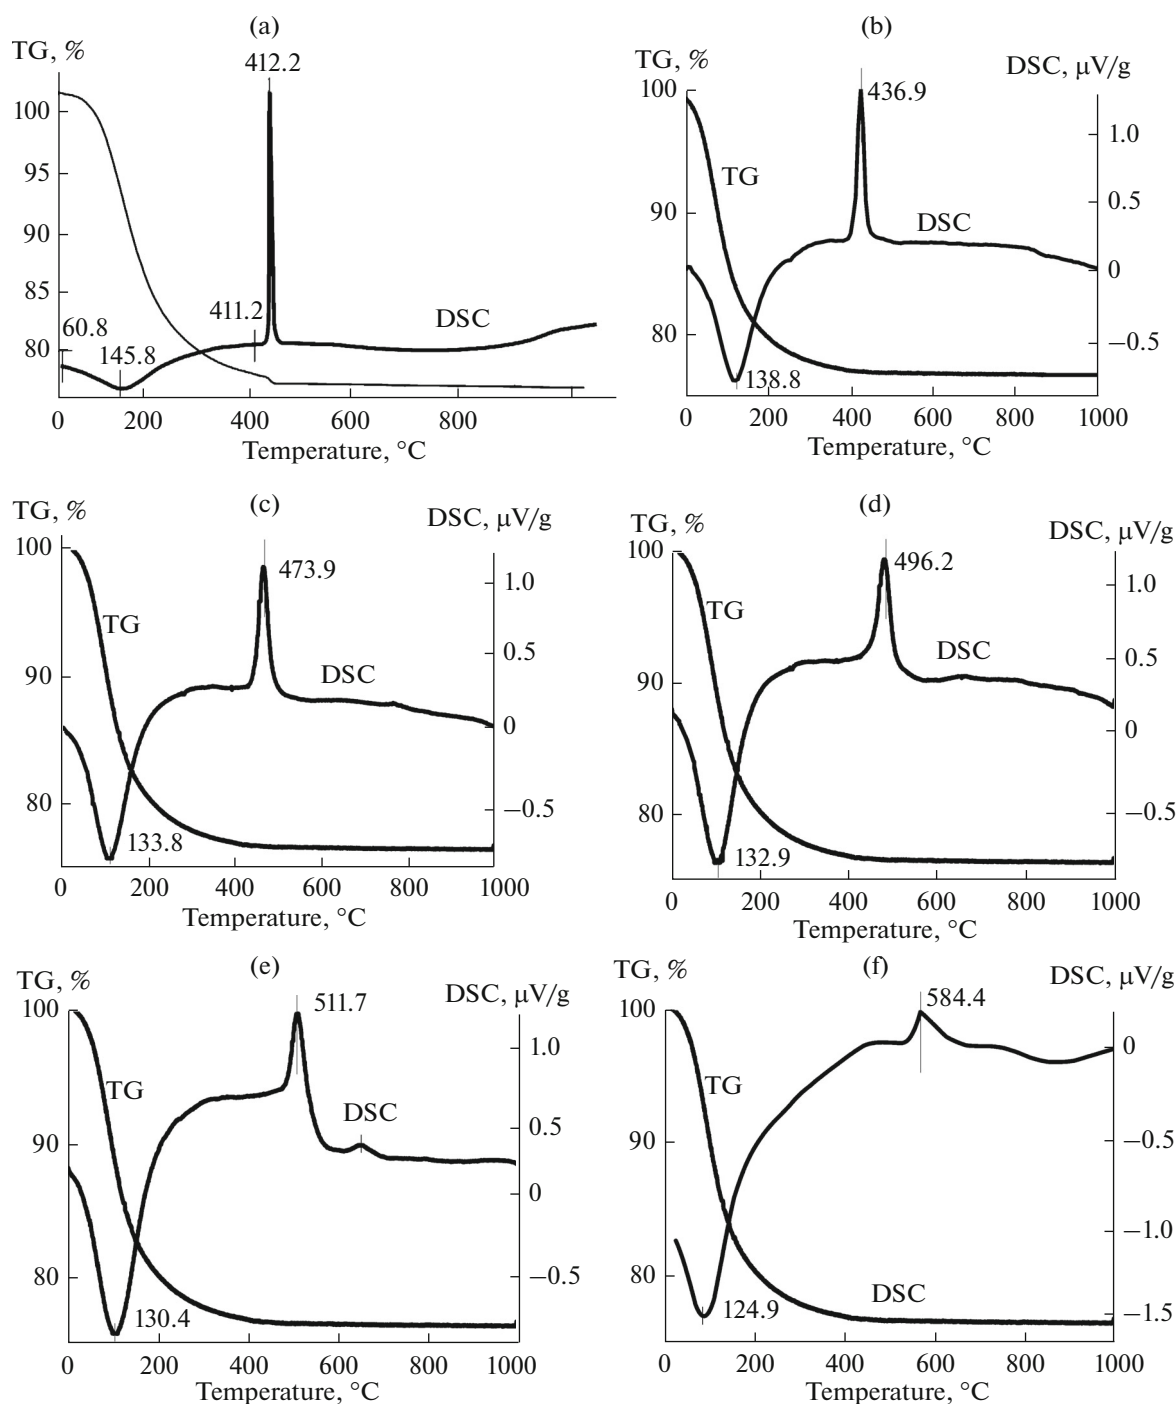 (a)
TG, %
412.2
100
95
90
85
80
60.8
145.8
411.2
DSC
0 200 400 600 800
Temperature, °C
(b)
TG, %
DSC, µV/g
100
90
80
436.9
TG
DSC
138.8
1.0
0.5
0
−0.5
0 200 400 600 800 1000
Temperature, °C
(c)
TG, %
DSC, µV/g
100
90
80
473.9
TG
DSC
133.8
1.0
0.5
0
−0.5
0 200 400 600 800 1000
Temperature, °C
(d)
TG, %
DSC, µV/g
100
90
80
496.2
TG
DSC
132.9
1.0
0.5
0
−0.5
0 200 400 600 800 1000
Temperature, °C
(e)
TG, %
DSC, µV/g
100
90
80
511.7
TG
DSC
130.4
1.0
0.5
0
−0.5
0 200 400 600 800 1000
Temperature, °C
(f)
TG, %
DSC, µV/g
100
90
80
584.4
TG
DSC
124.9
0
−0.5
−1.0
−1.5
0 200 400 600 800 1000
Temperature, °C